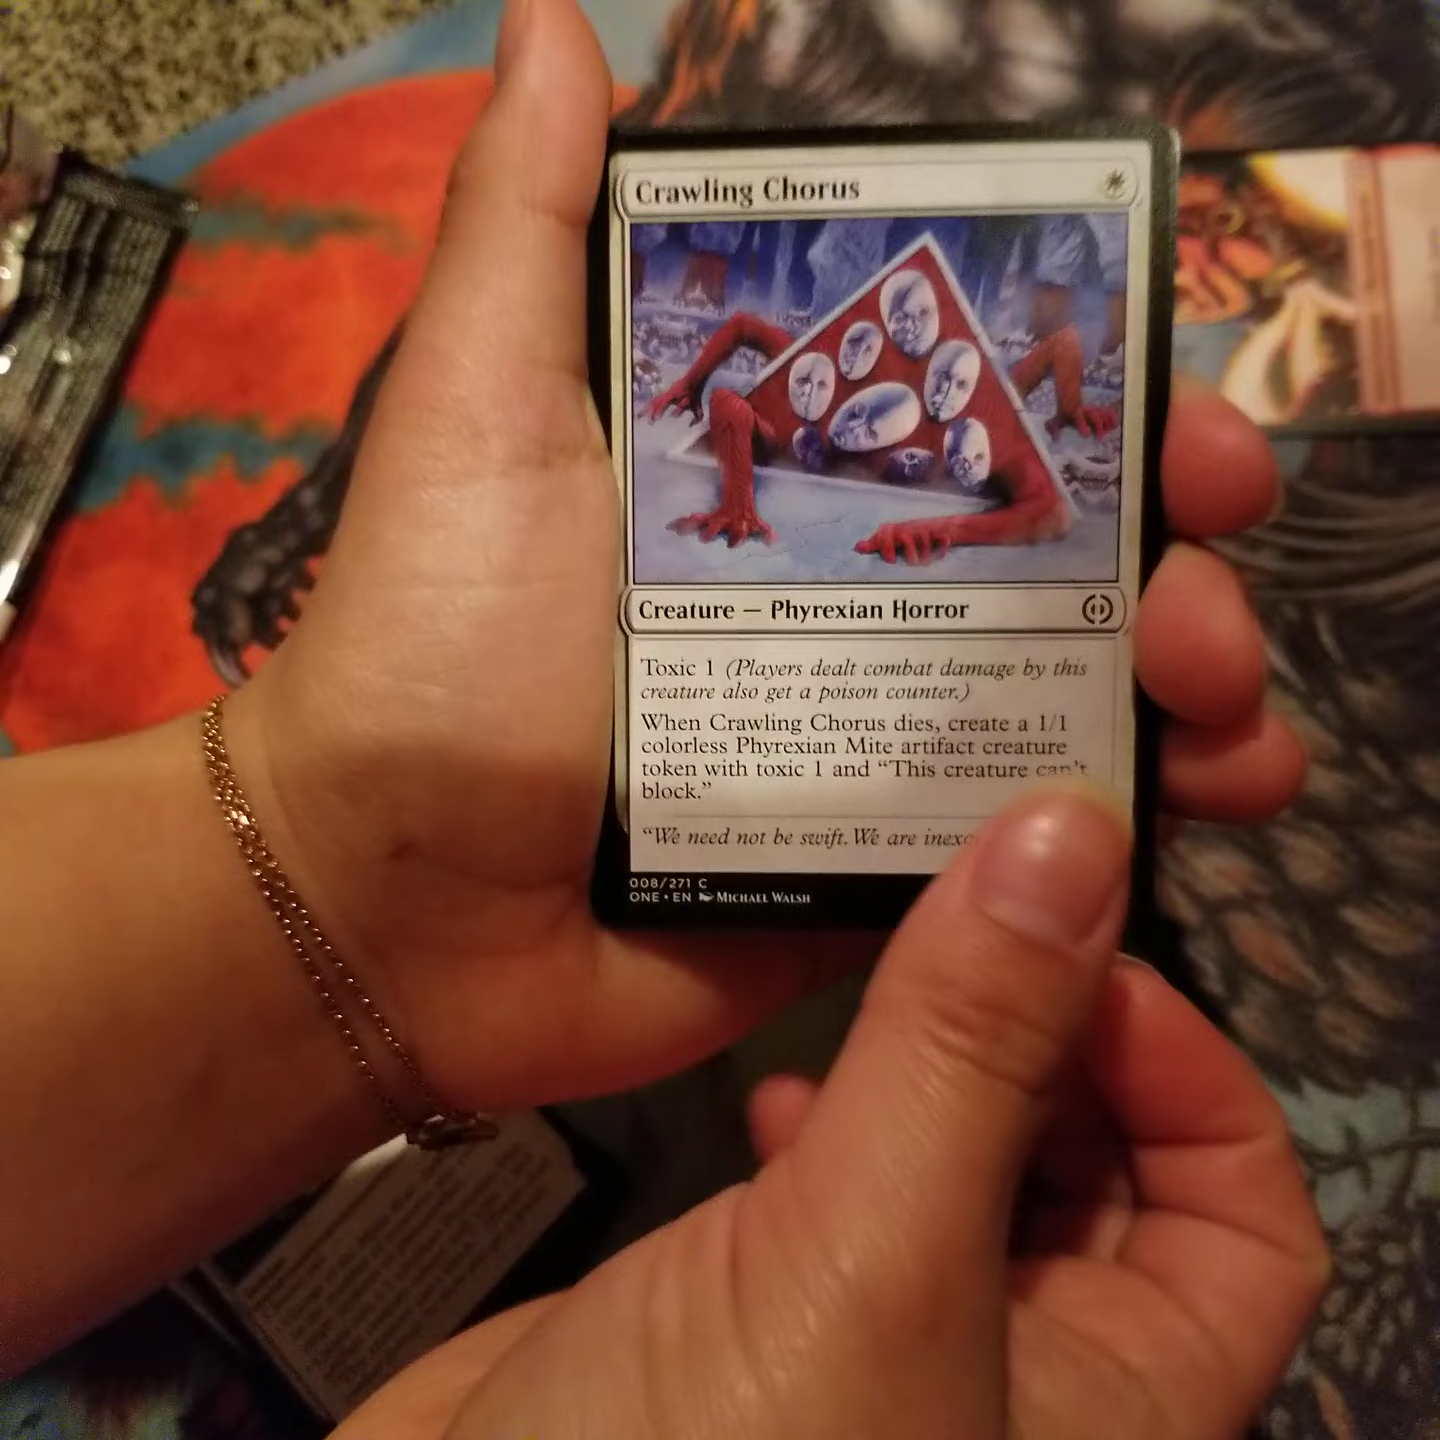 Crawling Chorus
Creature — Phyrexian Horror
Toxic 1 (Players dealt combat damage by this
creature also get a poison counter.)
When Crawling Chorus dies, create a 1/1
colorless Phyrexian Mite artifact creature
token with toxic 1 and “This creature can't
block.”
“We need not be swift. We are
008/271 C
ONE • EN Michael Walsh